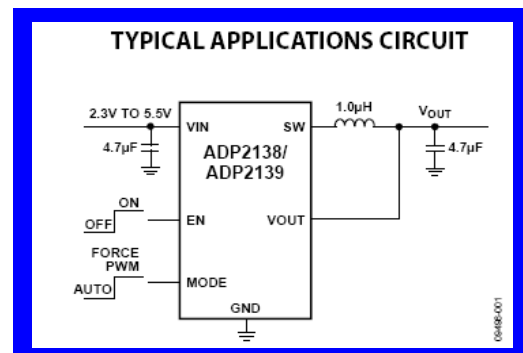 TYPICAL APPLICATIONS CIRCUIT
2.3V TO 5.5V
1.0µH
VOUT
VIN
SW
4.7µF
ADP2138/
ADP2139
4.7µF
ON
OFF
EN
VOUT
FORCE
PWM
AUTO
MODE
GND
09496-001